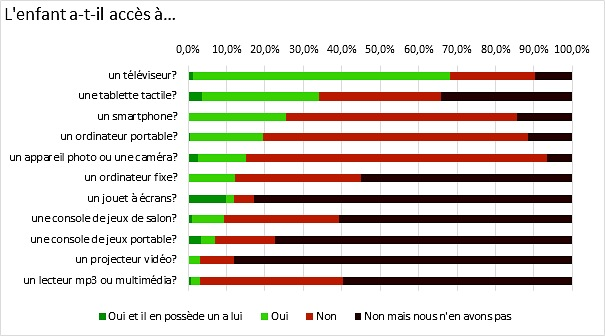 L'enfant a-t-il accès à...
0,0% 10,0% 20,0% 30,0% 40,0% 50,0% 60,0% 70,0% 80,0% 90,0% 100,0%
un téléviseur?
une tablette tactile?
un smartphone?
un ordinateur portable?
un appareil photo ou une caméra?
un ordinateur fixe?
un jouet à écrans?
une console de jeux de salon?
une console de jeux portable?
un projecteur vidéo?
un lecteur mp3 ou multimédia?
Oui et il en possède un a lui Oui Non Non mais nous n'en avons pas